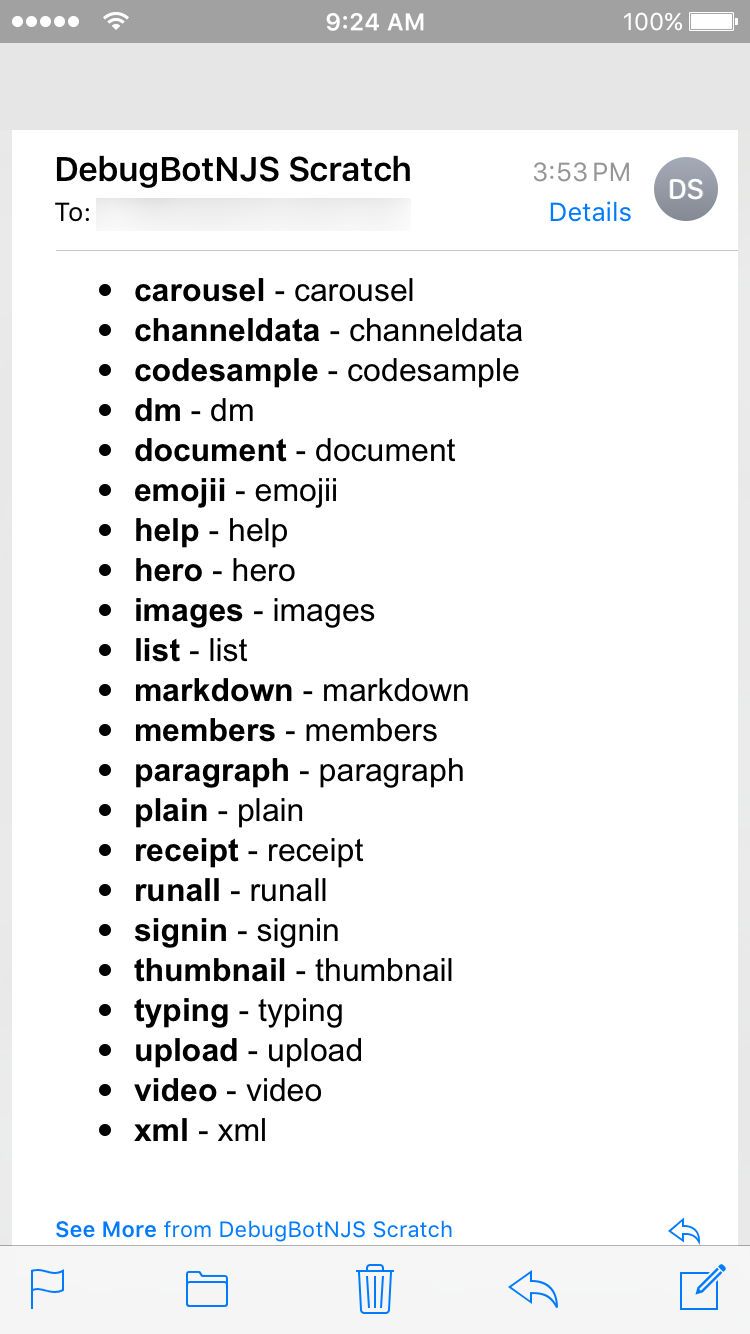 9:24 AM 100%
DebugBotNJS Scratch 3:53 PM DS
To: Details
• carousel - carousel
• channeldata - channeldata
• codesample - codesample
• dm - dm
• document - document
• emojii - emojii
• help - help
• hero - hero
• images - images
• list - list
• markdown - markdown
• members - members
• paragraph - paragraph
• plain - plain
• receipt - receipt
• runall - runall
• signin - signin
• thumbnail - thumbnail
• typing - typing
• upload - upload
• video - video
• xml - xml
See More from DebugBotNJS Scratch